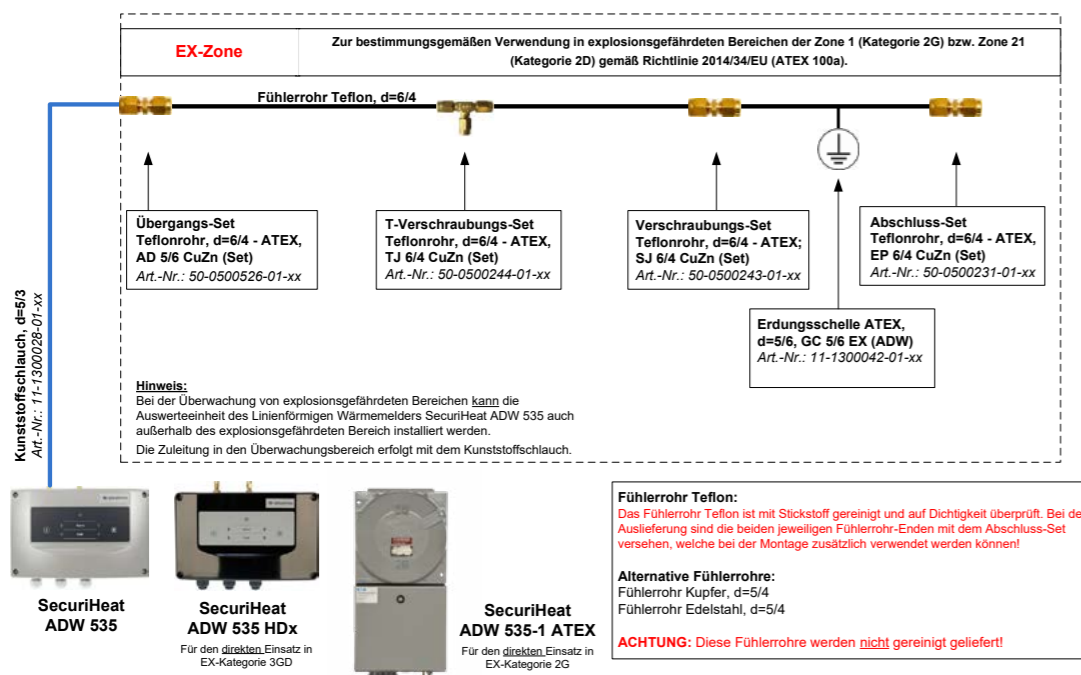 EX-Zone
Zur bestimmungsgemäßen Verwendung in explosionsgefährdeten Bereichen der Zone 1 (Kategorie 2G) bzw. Zone 21
(Kategorie 2D) gemäß Richtlinie 2014/34/EU (ATEX 100a).
Fühlerrohr Teflon, d=6/4
Übergangs-Set
Teflonrohr, d=6/4 - ATEX,
AD 5/6 CuZn (Set)
Art.-Nr.: 50-0500526-01-xx
T-Verschraubungs-Set
Teflonrohr, d=6/4 - ATEX,
TJ 6/4 CuZn (Set)
Art.-Nr.: 50-0500244-01-xx
Verschraubungs-Set
Teflonrohr, d=6/4 - ATEX;
SJ 6/4 CuZn (Set)
Art.-Nr.: 50-0500243-01-xx
Abschluss-Set
Teflonrohr, d=6/4 - ATEX,
EP 6/4 CuZn (Set)
Art.-Nr.: 50-0500231-01-xx
Erdungsschelle ATEX,
d=5/6, GC 5/6 EX (ADW)
Art.-Nr.: 11-1300042-01-xx
Kunststoffschlauch, d=5/3
Art.-Nr.: 11-1300028-01-xx
Hinweis:
Bei der Überwachung von explosionsgefährdeten Bereichen kann die
Auswerteeinheit des Linienförmigen Wärmemelders SecuriHeat ADW 535 auch
außerhalb des explosionsgefährdeten Bereich installiert werden.
Die Zuleitung in den Überwachungsbereich erfolgt mit dem Kunststoffschlauch.
SecuriHeat
ADW 535
SecuriHeat
ADW 535 HDx
Für den direkten Einsatz in
EX-Kategorie 3GD
SecuriHeat
ADW 535-1 ATEX
Für den direkten Einsatz in
EX-Kategorie 2G
Fühlerrohr Teflon:
Das Fühlerrohr Teflon ist mit Stickstoff gereinigt und auf Dichtigkeit überprüft. Bei de
Auslieferung sind die beiden jeweiligen Fühlerrohr-Enden mit dem Abschluss-Set
versehen, welche bei der Montage zusätzlich verwendet werden können!
Alternative Fühlerrohre:
Fühlerrohr Kupfer, d=5/4
Fühlerrohr Edelstahl, d=5/4
ACHTUNG: Diese Fühlerrohre werden nicht gereinigt geliefert!